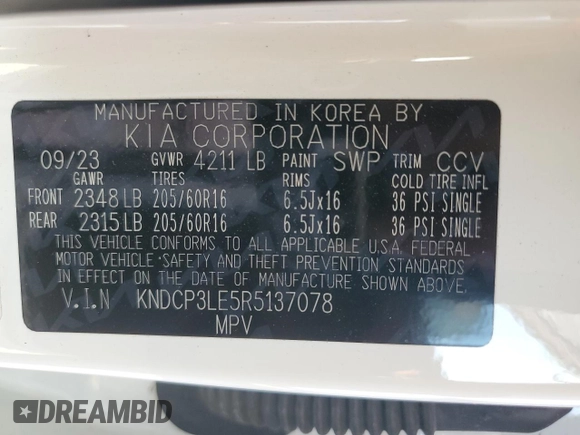 MANUFACTURED IN KOREA BY
KIA CORPORATION
09/23 GVWR 4211 LB PAINT SWP TRIM CCV
GAWR TIRES RIMS COLD TIRE INFL
FRONT 2348 LB 205/60R16 6.5Jx16 36 PSI SINGLE
REAR 2315 LB 205/60R16 6.5Jx16 36 PSI SINGLE
THIS VEHICLE CONFORMS TO ALL APPLICABLE U.S.A. FEDERAL
MOTOR VEHICLE SAFETY AND THEFT PREVENTION STANDARDS
IN EFFECT ON THE DATE OF MANUFACTURE SHOWN ABOVE.
V.I.N KNDCP3LE5R5137078
MPV
DREAMBID